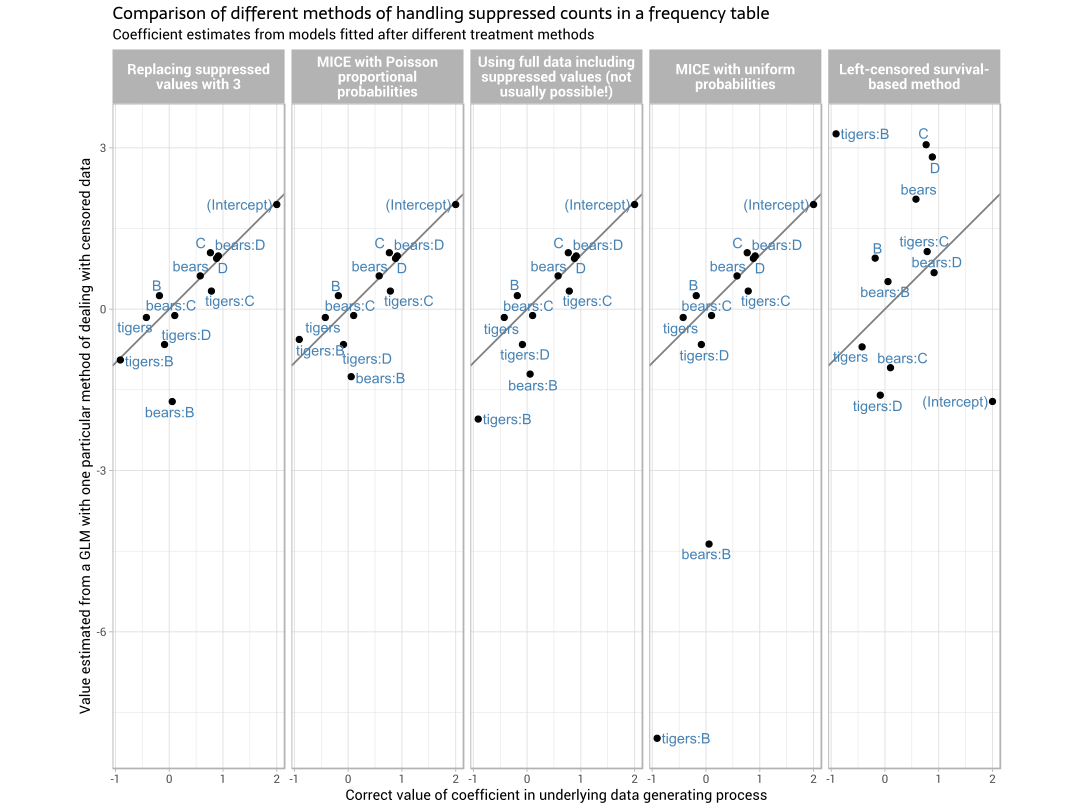 Comparison of different methods of handling suppressed counts in a frequency table
Coefficient estimates from models fitted after different treatment methods
Replacing suppressed
values with 3
MICE with Poisson
proportional
probabilities
Using full data including
suppressed values (not
usually possible!)
MICE with uniform
probabilities
Left-censored survival-
based method
Value estimated from a GLM with one particular method of dealing with censored data
3
0
-3
-6
(Intercept)
C
bears:D
bears
D
B
tigers:C
bears:C
tigers
tigers:D
tigers:B
bears:B
(Intercept)
C
bears:D
bears
D
B
tigers:C
bears:C
tigers
tigers:B
tigers:D
bears:B
(Intercept)
C
bears:D
bears
D
B
tigers:C
bears:C
tigers
tigers:D
bears:B
tigers:B
(Intercept)
C
bears:D
bears
D
B
tigers:C
bears:C
tigers
tigers:D
bears:B
tigers:B
tigers:B
C
D
bears
B
tigers:C
bears:D
bears:B
tigers
bears:C
tigers:D
(Intercept)
-1 0 1 2
-1 0 1 2
-1 0 1 2
-1 0 1 2
-1 0 1 2
Correct value of coefficient in underlying data generating process